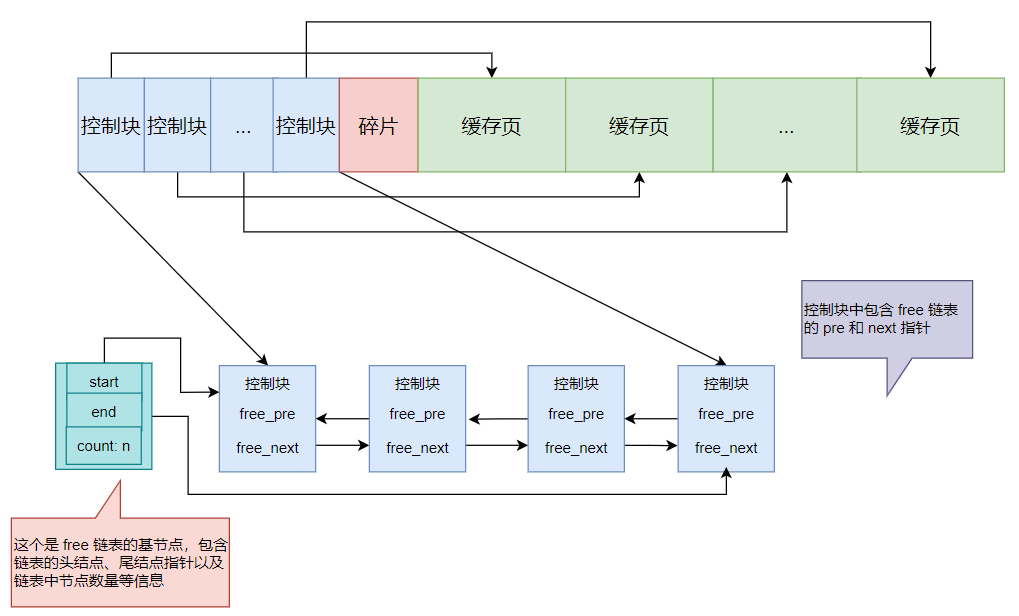 控制块
控制块
...
控制块
碎片
缓存页
缓存页
...
缓存页
控制块中包含 free 链表
的 pre 和 next 指针
start
end
count: n
控制块
free_pre
free_next
控制块
free_pre
free_next
控制块
free_pre
free_next
控制块
free_pre
free_next
这个是 free 链表的基节点，包含
链表的头结点、尾结点指针以及
链表中节点数量等信息